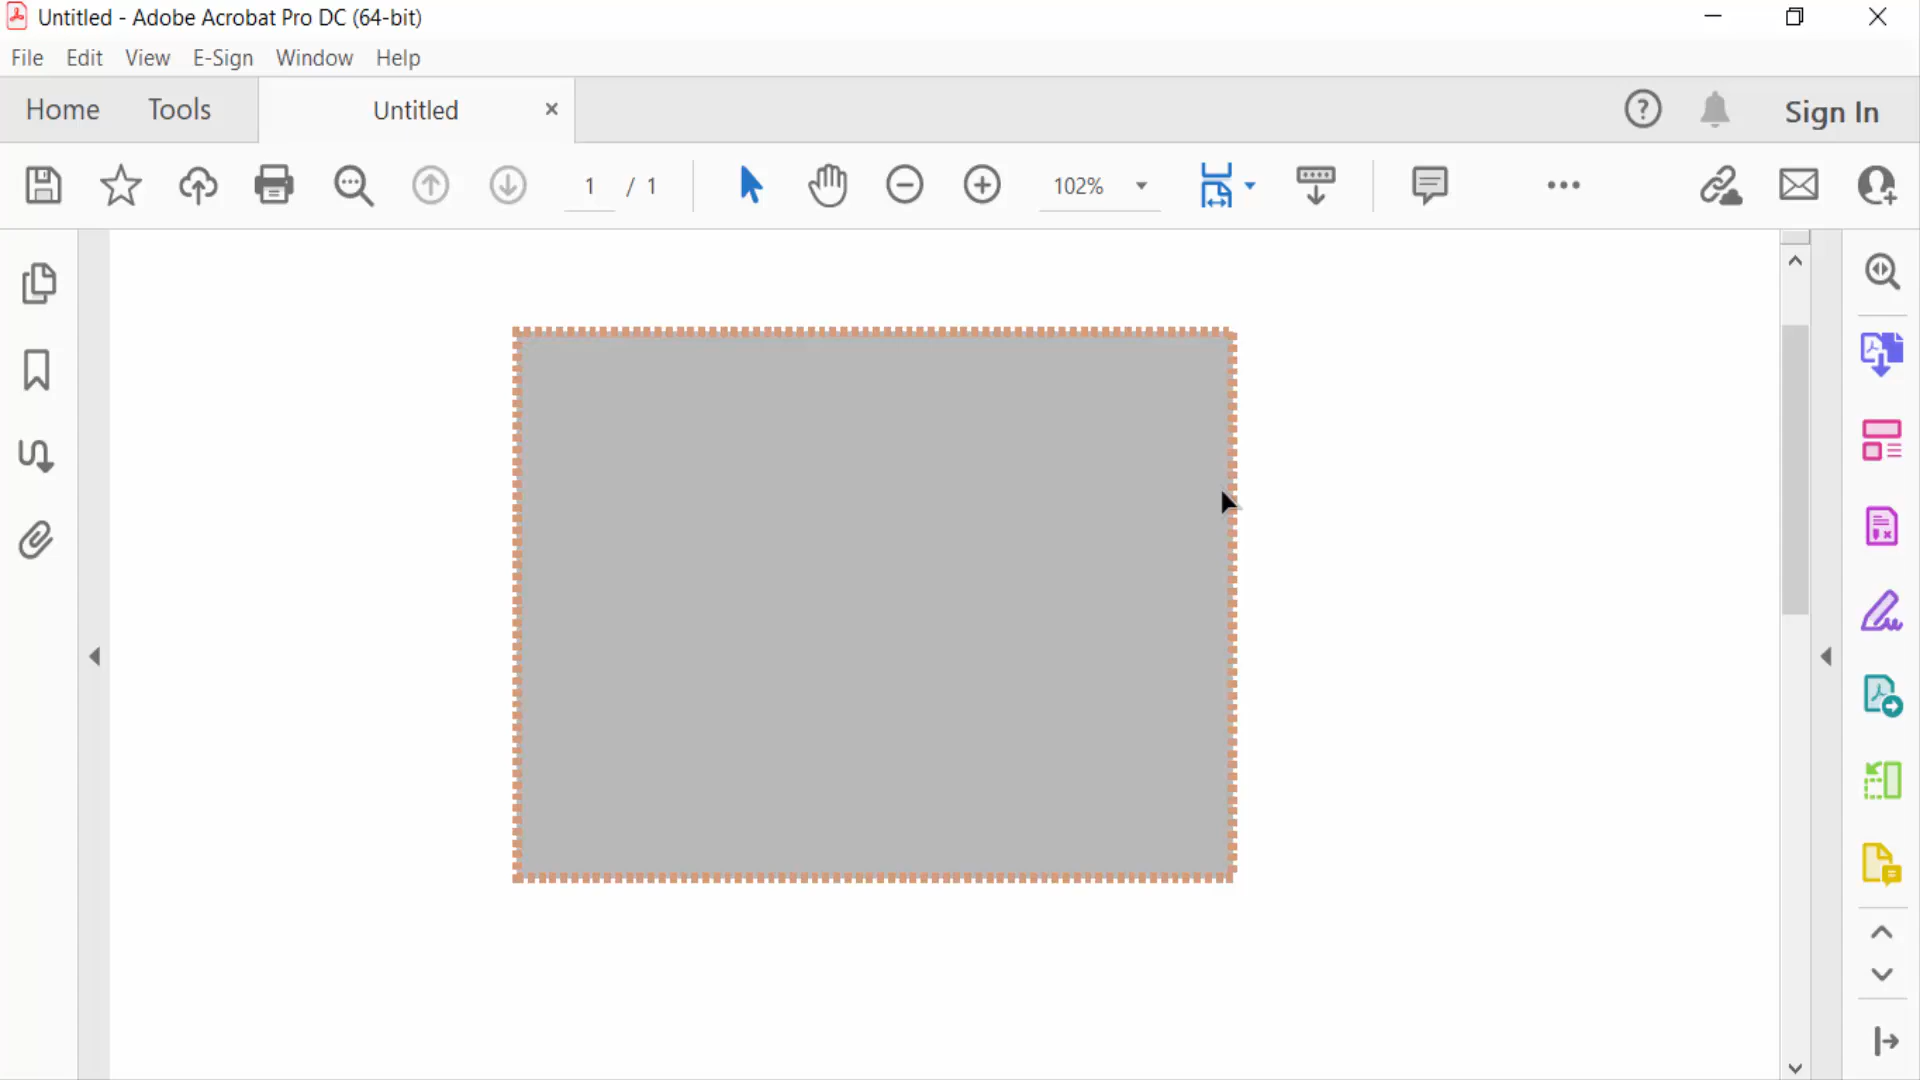 Untitled - Adobe Acrobat Pro DC (64-bit)
File Edit View E-Sign Window Help
Home Tools Untitled × Sign In
1 / 1 102%